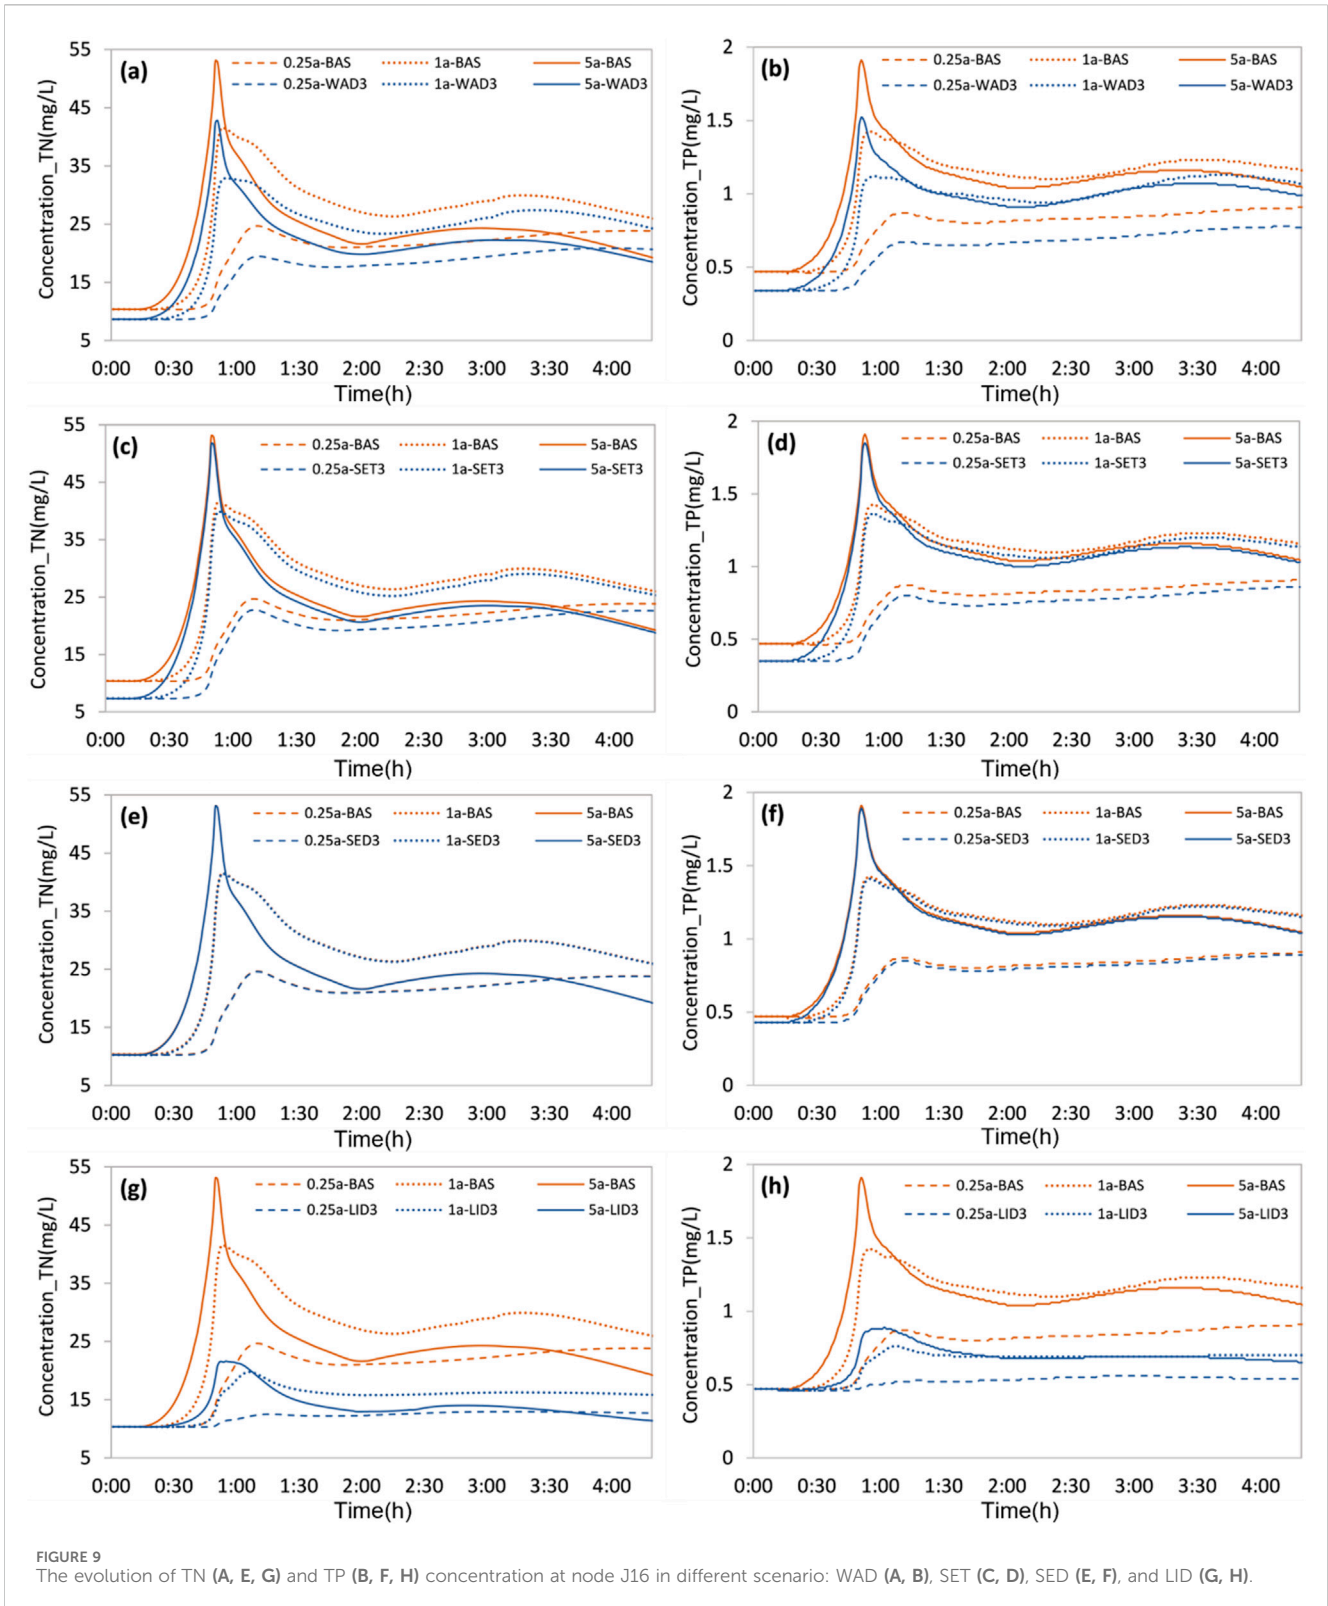 (a)
0.25a-BAS 1a-BAS 5a-BAS
0.25a-WAD3 1a-WAD3 5a-WAD3
Concentration_TN(mg/L)
55
45
35
25
15
5
0:00 0:30 1:00 1:30 2:00 2:30 3:00 3:30 4:00
Time(h)
(b)
0.25a-BAS 1a-BAS 5a-BAS
0.25a-WAD3 1a-WAD3 5a-WAD3
Concentration_TP(mg/L)
2
1.5
1
0.5
0
0:00 0:30 1:00 1:30 2:00 2:30 3:00 3:30 4:00
Time(h)
(c)
0.25a-BAS 1a-BAS 5a-BAS
0.25a-SET3 1a-SET3 5a-SET3
Concentration_TN(mg/L)
55
45
35
25
15
5
0:00 0:30 1:00 1:30 2:00 2:30 3:00 3:30 4:00
Time(h)
(d)
0.25a-BAS 1a-BAS 5a-BAS
0.25a-SET3 1a-SET3 5a-SET3
Concentration_TP(mg/L)
2
1.5
1
0.5
0
0:00 0:30 1:00 1:30 2:00 2:30 3:00 3:30 4:00
Time(h)
(e)
0.25a-BAS 1a-BAS 5a-BAS
0.25a-SED3 1a-SED3 5a-SED3
Concentration_TN(mg/L)
55
45
35
25
15
5
0:00 0:30 1:00 1:30 2:00 2:30 3:00 3:30 4:00
Time(h)
(f)
0.25a-BAS 1a-BAS 5a-BAS
0.25a-SED3 1a-SED3 5a-SED3
Concentration_TP(mg/L)
2
1.5
1
0.5
0
0:00 0:30 1:00 1:30 2:00 2:30 3:00 3:30 4:00
Time(h)
(g)
0.25a-BAS 1a-BAS 5a-BAS
0.25a-LID3 1a-LID3 5a-LID3
Concentration_TN(mg/L)
55
45
35
25
15
5
0:00 0:30 1:00 1:30 2:00 2:30 3:00 3:30 4:00
Time(h)
(h)
0.25a-BAS 1a-BAS 5a-BAS
0.25a-LID3 1a-LID3 5a-LID3
Concentration_TP(mg/L)
2
1.5
1
0.5
0
0:00 0:30 1:00 1:30 2:00 2:30 3:00 3:30 4:00
Time(h)
FIGURE 9
The evolution of TN (A, E, G) and TP (B, F, H) concentration at node J16 in different scenario: WAD (A, B), SET (C, D), SED (E, F), and LID (G, H).